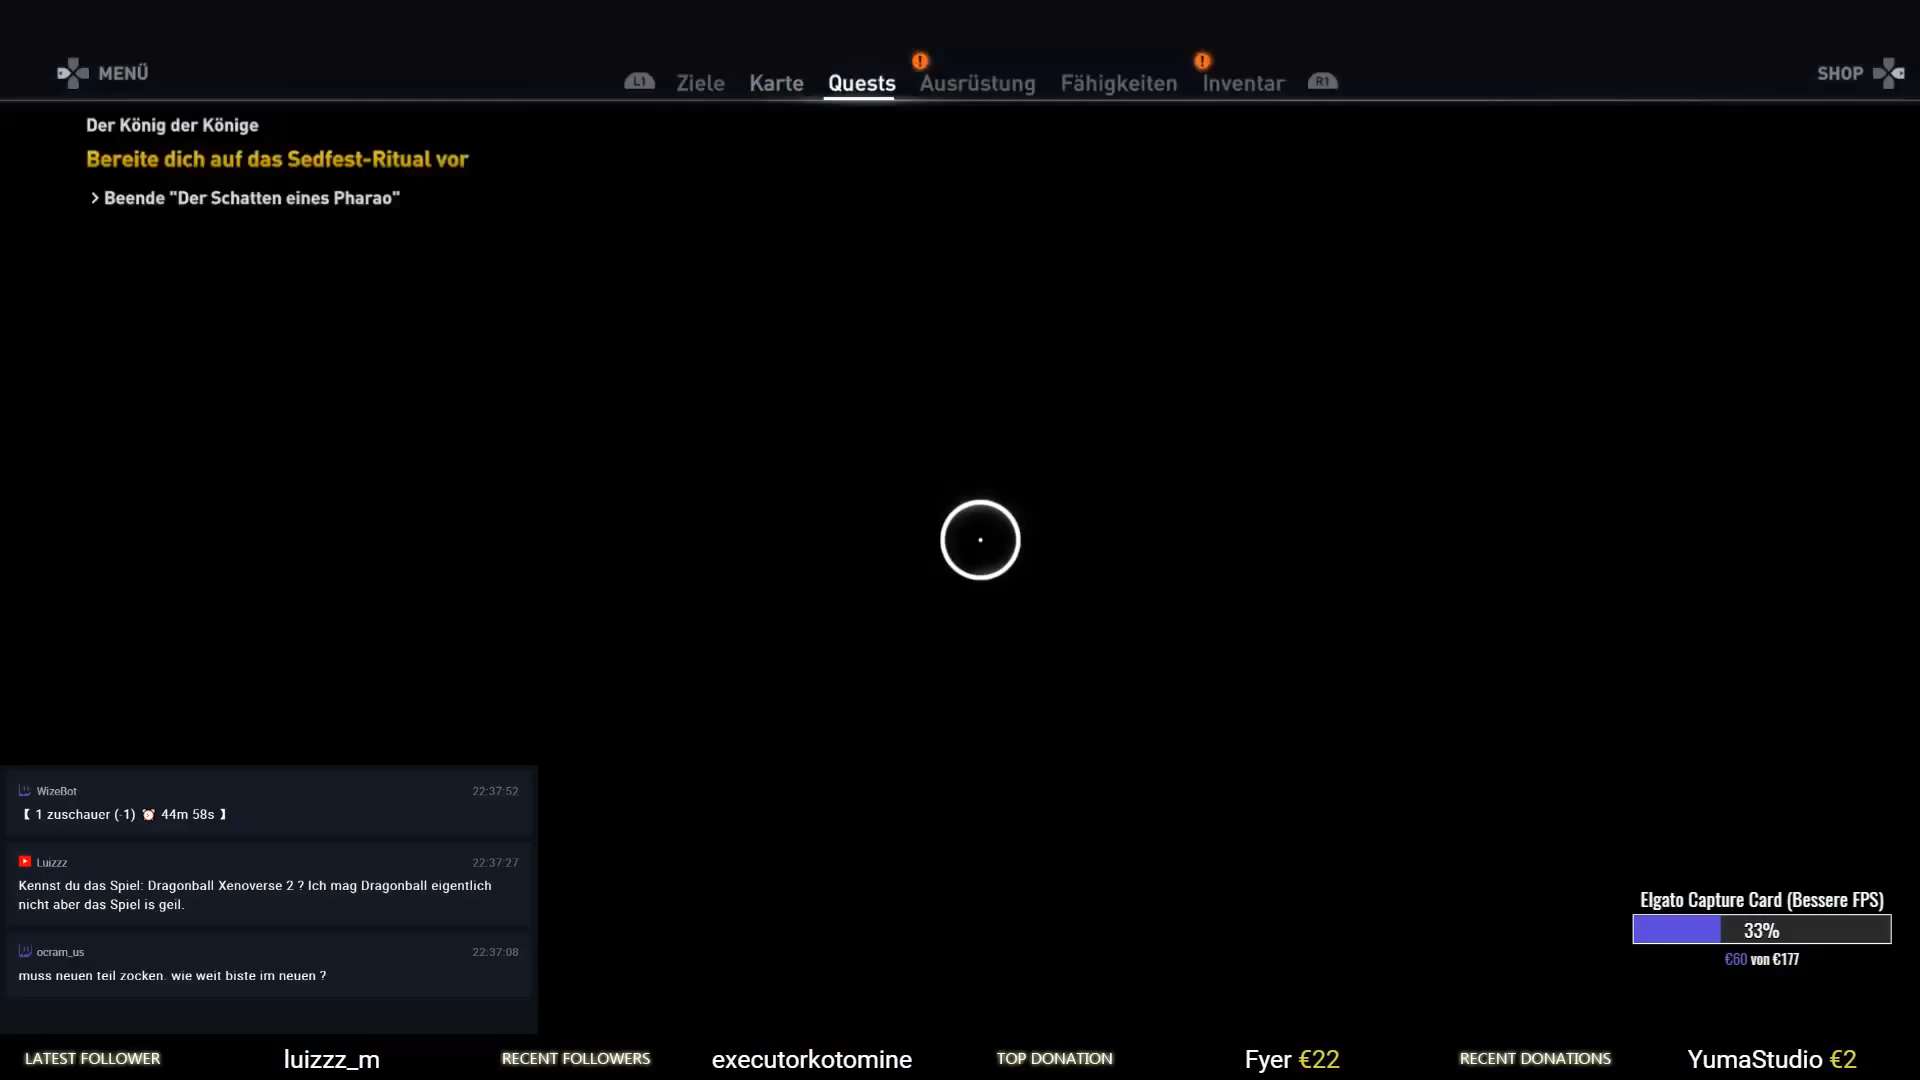 MENÜ
L1 Ziele Karte Quests ! Ausrüstung Fähigkeiten ! Inventar R1
SHOP
Der König der Könige
Bereite dich auf das Sedfest-Ritual vor
> Beende "Der Schatten eines Pharao"
WizeBot 22:37:52
【 1 zuschauer (-1) ⏰ 44m 58s 】
Luizzz 22:37:27
Kennst du das Spiel: Dragonball Xenoverse 2 ? Ich mag Dragonball eigentlich
nicht aber das Spiel is geil.
ocram_us 22:37:08
muss neuen teil zocken. wie weit biste im neuen ?
Elgato Capture Card (Bessere FPS)
33%
€60 von €177
LATEST FOLLOWER luizzz_m RECENT FOLLOWERS executorkotomine TOP DONATION Fyer €22 RECENT DONATIONS YumaStudio €2